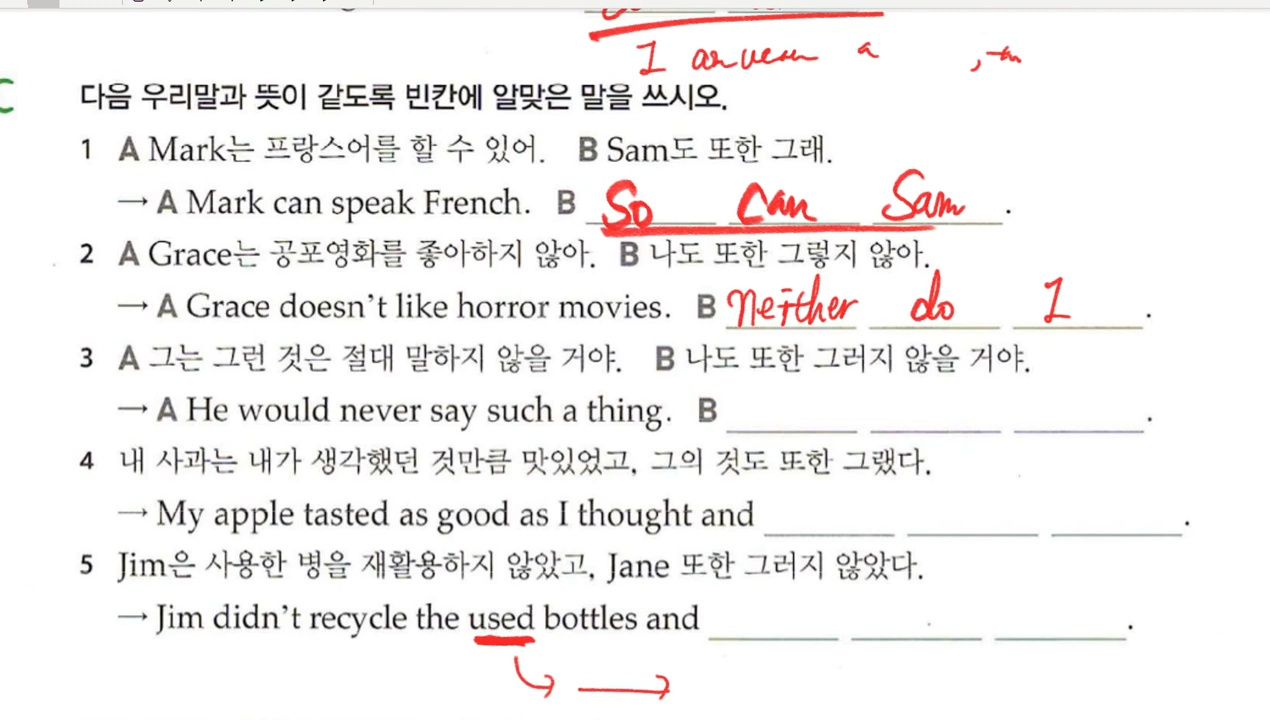 I
a
C
다음 우리말과 뜻이 같도록 빈칸에 알맞은 말을 쓰시오.
1 A Mark는 프랑스어를 할 수 있어. B Sam도 또한 그래.
→ A Mark can speak French. B So can Sam.
2 A Grace는 공포영화를 좋아하지 않아. B 나도 또한 그렇지 않아.
→ A Grace doesn't like horror movies. B neither do I.
3 A 그는 그런 것은 절대 말하지 않을 거야. B 나도 또한 그러지 않을 거야.
→ A He would never say such a thing. B ___ ___ ___.
4 내 사과는 내가 생각했던 것만큼 맛있었고, 그의 것도 또한 그랬다.
→ My apple tasted as good as I thought and ___ ___ ___.
5 Jim은 사용한 병을 재활용하지 않았고, Jane 또한 그러지 않았다.
→ Jim didn't recycle the used bottles and ___ ___ ___.